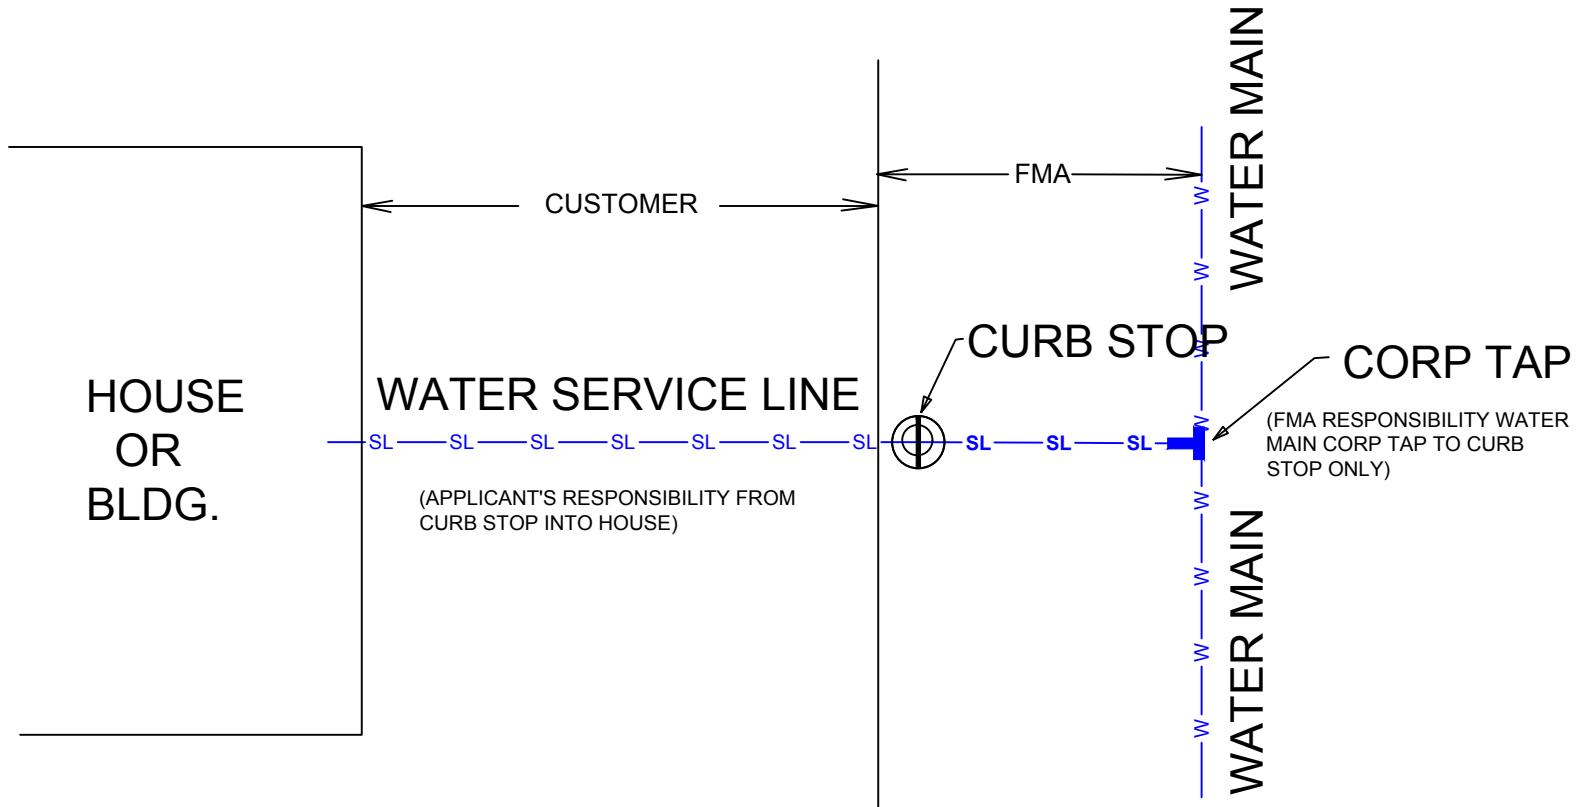 WATER MAIN
FMA
CUSTOMER
W
W
CURB STOP
W
CORP TAP
HOUSE
OR
BLDG.
WATER SERVICE LINE
(FMA RESPONSIBILITY WATER
MAIN CORP TAP TO CURB
STOP ONLY)
W
SL SL SL SL SL SL SL SL SL SL
(APPLICANT'S RESPONSIBILITY FROM
CURB STOP INTO HOUSE)
W
W
W
W
WATER MAIN